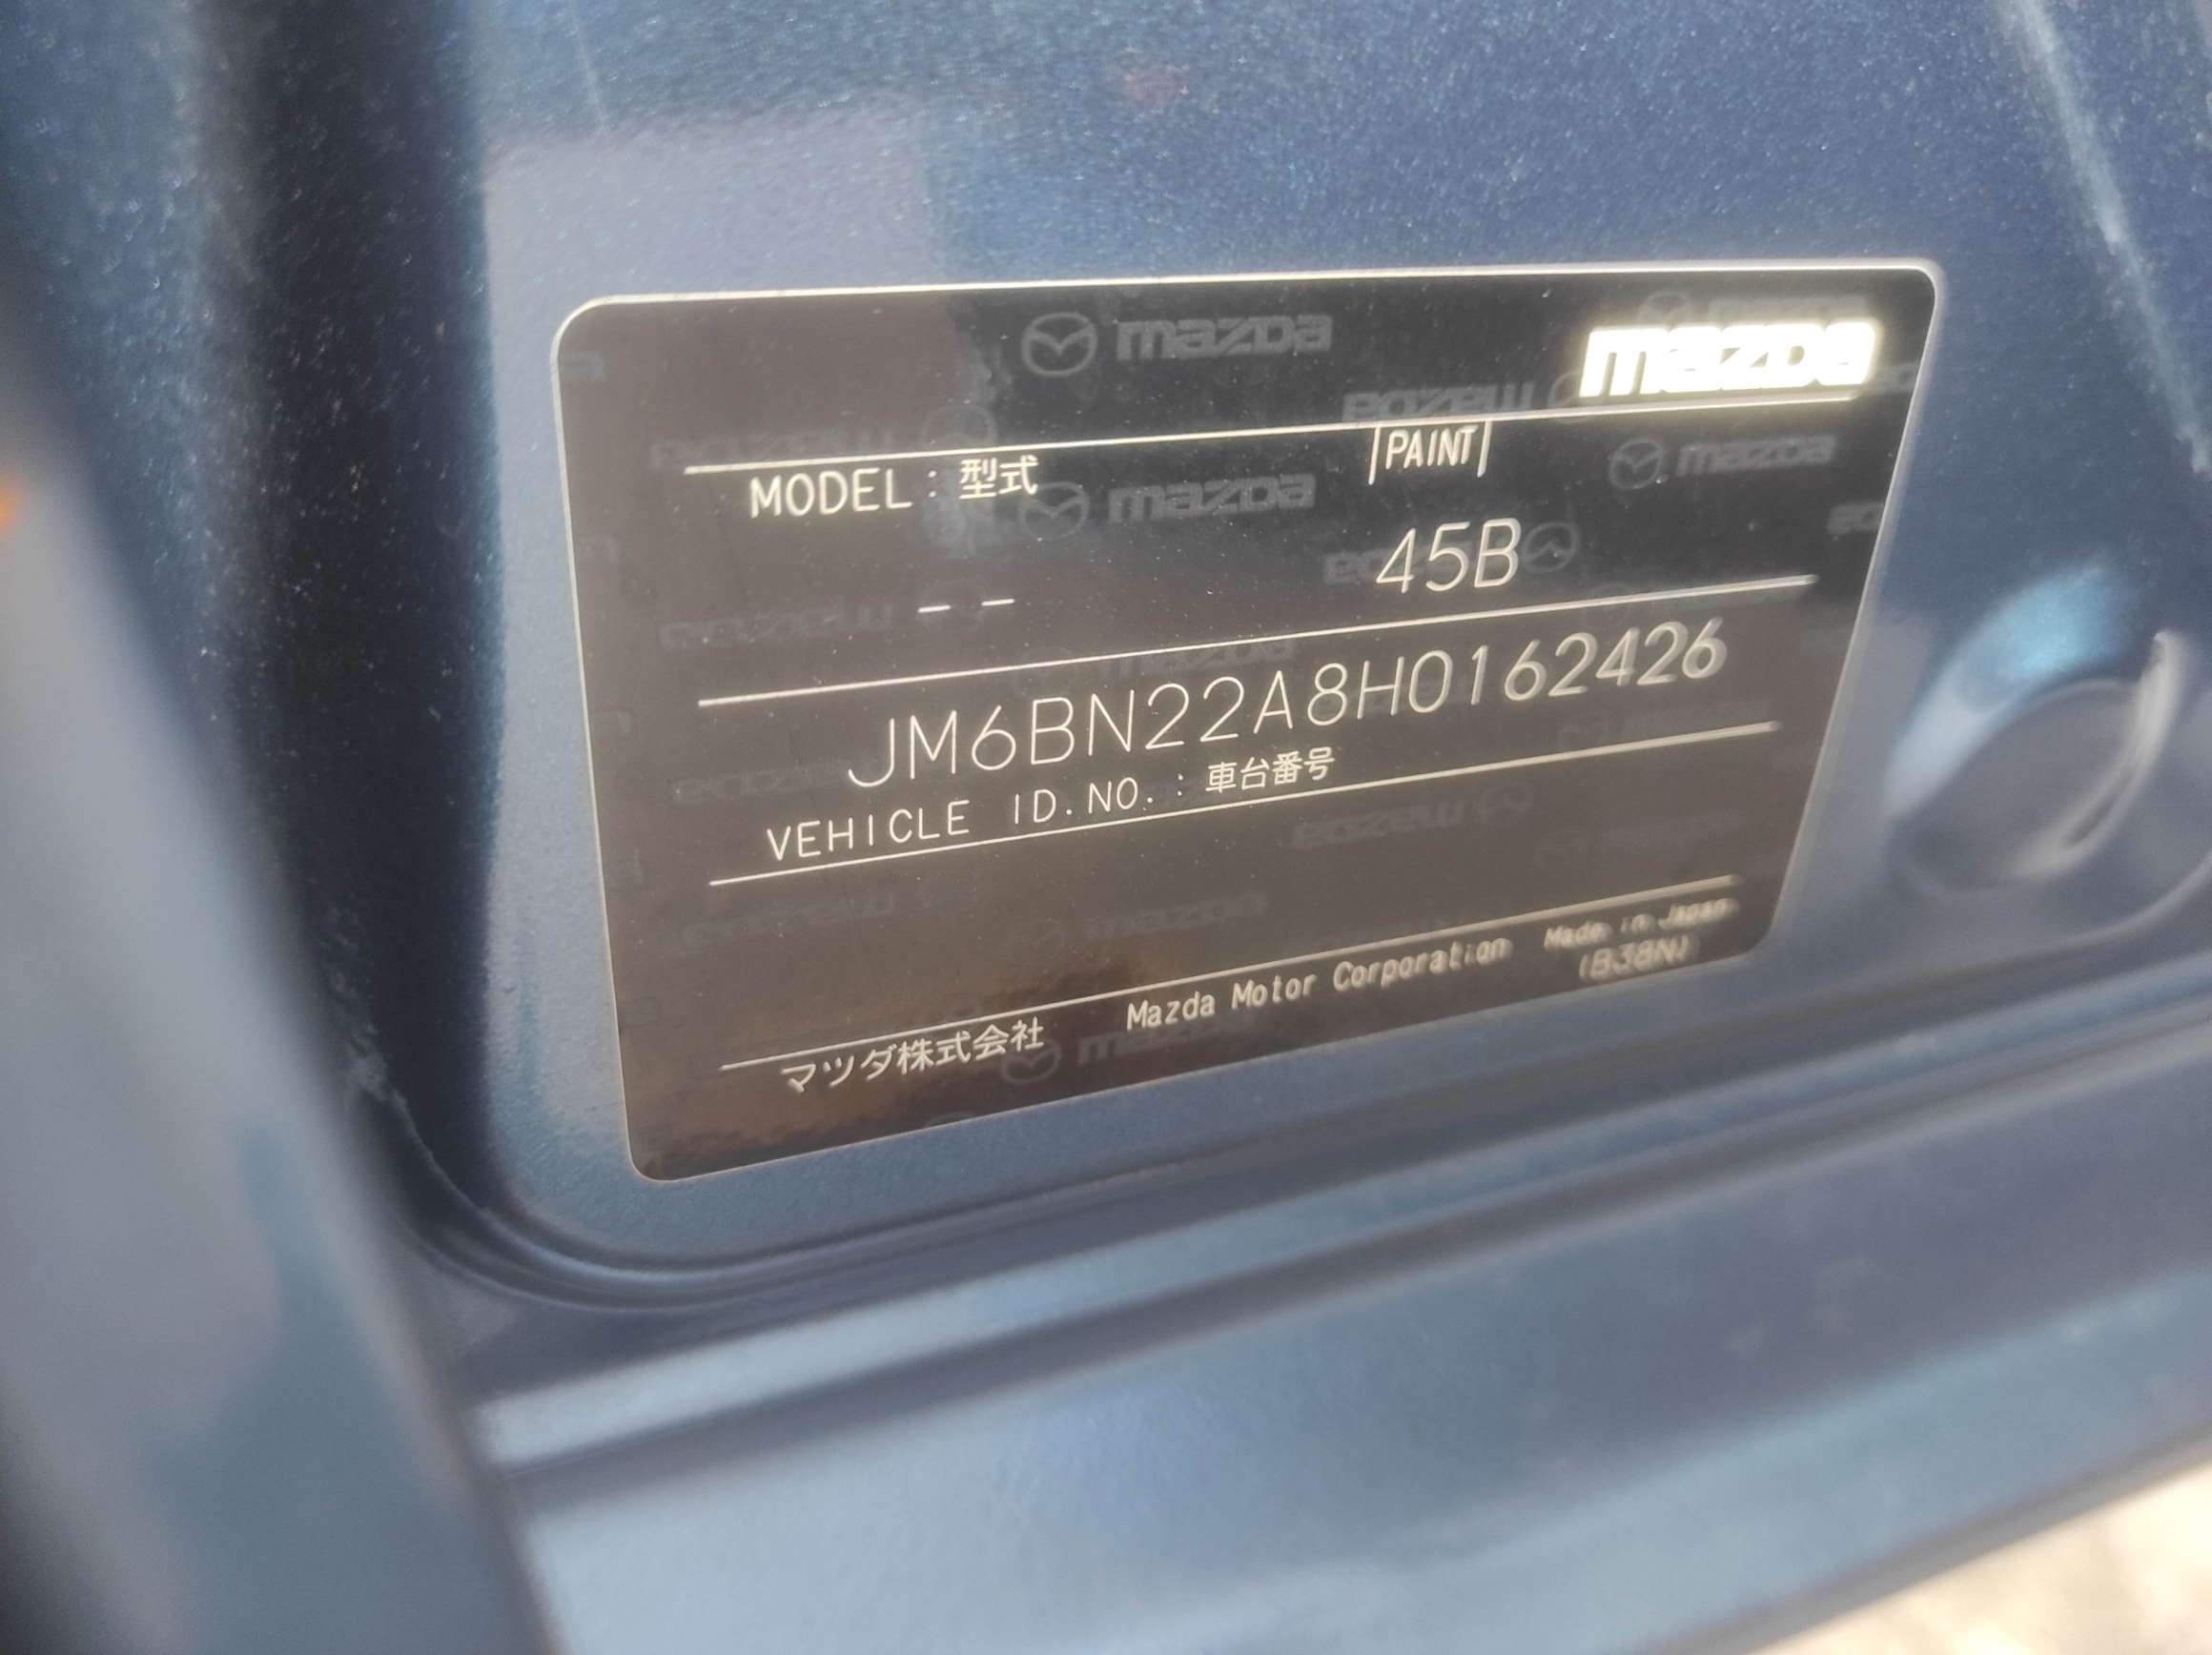 mazda
MODEL : 型式
PAINT
45B
– –
JM6BN22A8H0162426
VEHICLE ID.NO. : 車台番号
マツダ株式会社 Mazda Motor Corporation Made in Japan
(B38N)